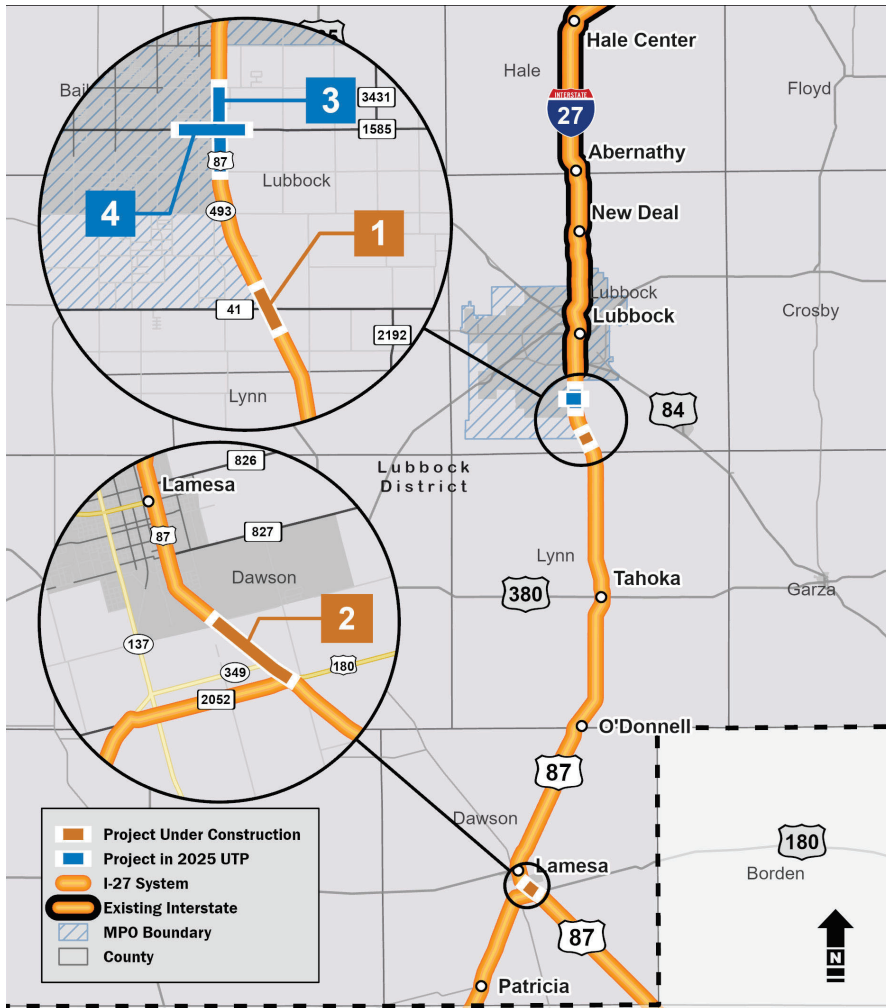 Hale Center
Hale
Floyd
INTERSTATE
27
Abernathy
New Deal
Lubbock
Lubbock
Crosby
84
Lubbock
District
Lynn
Tahoka
380
Garza
O'Donnell
87
Dawson
Lamesa
180
Borden
87
Patricia
N
Bail
3
3431
1585
87
Lubbock
4
493
1
41
2192
Lynn
826
Lamesa
87
827
Dawson
2
137
349
180
2052
Project Under Construction
Project in 2025 UTP
I-27 System
Existing Interstate
MPO Boundary
County